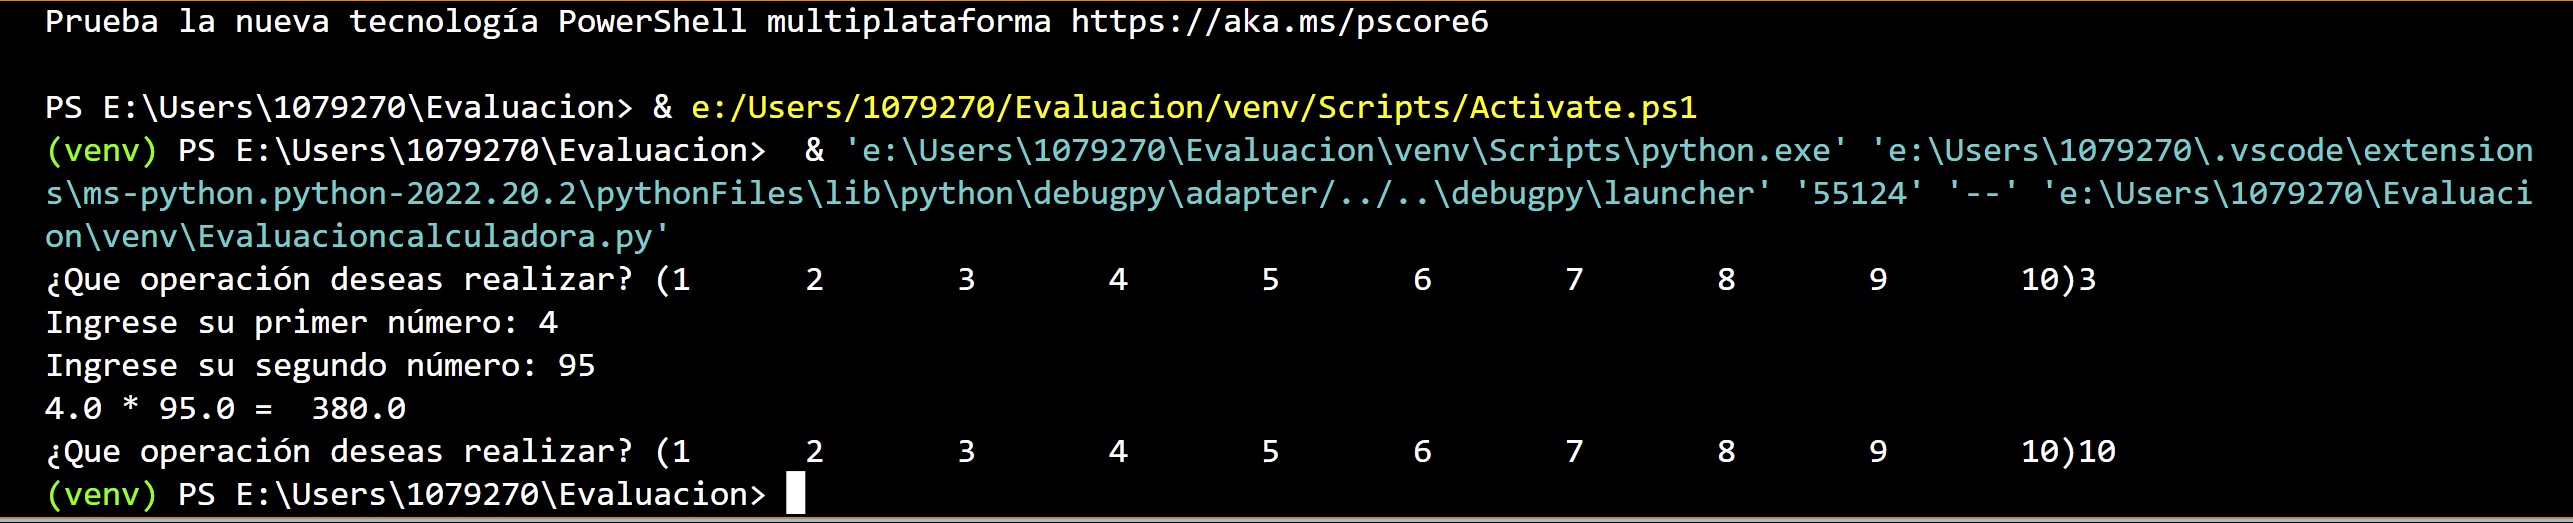 Prueba la nueva tecnología PowerShell multiplataforma https://aka.ms/pscore6
PS E:\Users\1079270\Evaluacion> & e:/Users/1079270/Evaluacion/venv/Scripts/Activate.ps1
(venv) PS E:\Users\1079270\Evaluacion>  & 'e:\Users\1079270\Evaluacion\venv\Scripts\python.exe' 'e:\Users\1079270\.vscode\extension
s\ms-python.python-2022.20.2\pythonFiles\lib\python\debugpy\adapter/../..\debugpy\launcher' '55124' '--' 'e:\Users\1079270\Evaluaci
on\venv\Evaluacioncalculadora.py'
¿Que operación deseas realizar? (1      2       3       4       5       6       7       8       9       10)3
Ingrese su primer número: 4
Ingrese su segundo número: 95
4.0 * 95.0 =  380.0
¿Que operación deseas realizar? (1      2       3       4       5       6       7       8       9       10)10
(venv) PS E:\Users\1079270\Evaluacion>